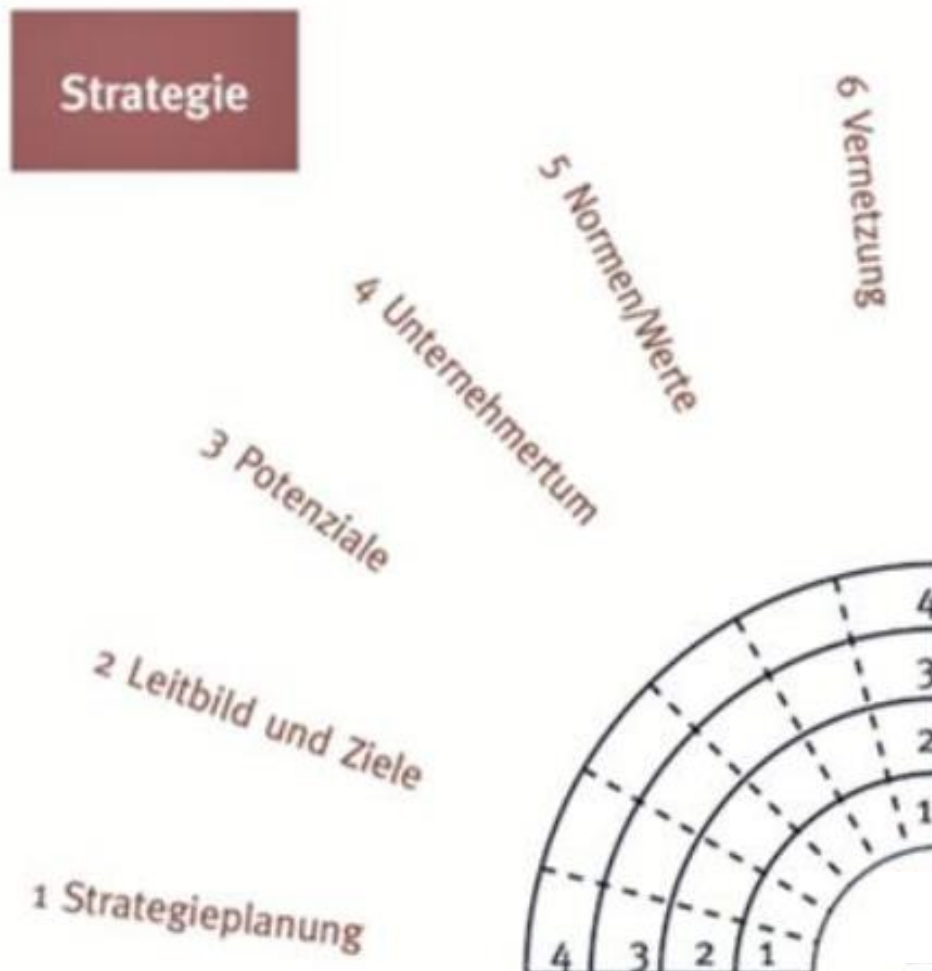 Strategie
6 Vernetzung
5 Normen/Werte
4 Unternehmertum
3 Potenziale
2 Leitbild und Ziele
1 Strategieplanung
4
3
2
1
4 3 2 1